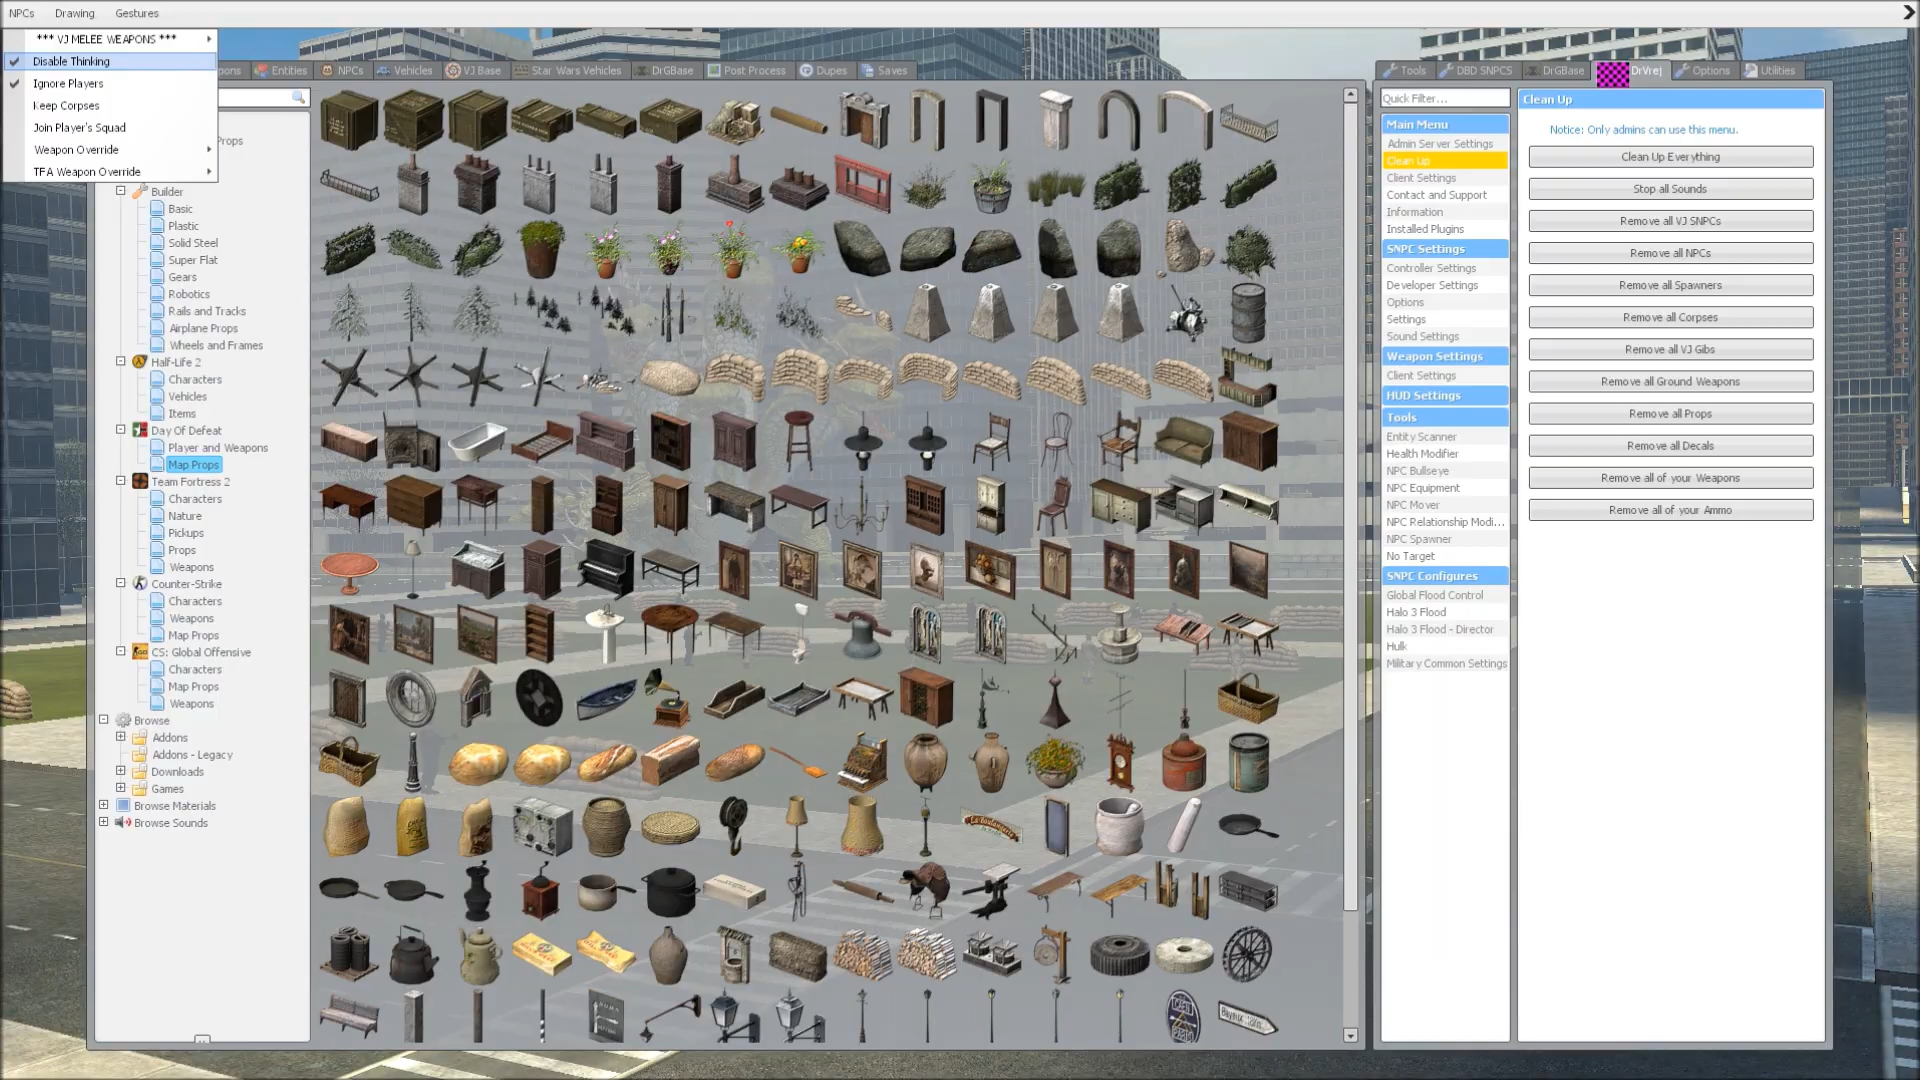 NPCs Drawing Gestures
*** VJ MELEE WEAPONS ***
Disable Thinking
Ignore Players
Keep Corpses
Join Player's Squad
Weapon Override
TFA Weapon Override
Entities NPCs Vehicles VJ Base Star Wars Vehicles DrGBase Post Process Dupes Saves
Props
Builder
Basic
Plastic
Solid Steel
Super Flat
Gears
Robotics
Rails and Tracks
Airplane Props
Wheels and Frames
Half-Life 2
Characters
Vehicles
Items
Day Of Defeat
Player and Weapons
Map Props
Team Fortress 2
Characters
Nature
Pickups
Props
Weapons
Counter-Strike
Characters
Weapons
Map Props
CS: Global Offensive
Characters
Map Props
Weapons
Browse
Addons
Addons - Legacy
Downloads
Games
Browse Materials
Browse Sounds
Tools DBD SNPCS DrGBase DrVrej Options Utilities
Quick Filter...
Main Menu
Admin Server Settings
Clean Up
Client Settings
Contact and Support
Information
Installed Plugins
SNPC Settings
Controller Settings
Developer Settings
Options
Settings
Sound Settings
Weapon Settings
Client Settings
HUD Settings
Tools
Entity Scanner
Health Modifier
NPC Bullseye
NPC Equipment
NPC Mover
NPC Relationship Modi...
NPC Spawner
No Target
SNPC Configures
Global Flood Control
Halo 3 Flood
Halo 3 Flood - Director
Hulk
Military Common Settings
Clean Up
Notice: Only admins can use this menu.
Clean Up Everything
Stop all Sounds
Remove all VJ SNPCs
Remove all NPCs
Remove all Spawners
Remove all Corpses
Remove all VJ Gibs
Remove all Ground Weapons
Remove all Props
Remove all Decals
Remove all of your Weapons
Remove all of your Ammo